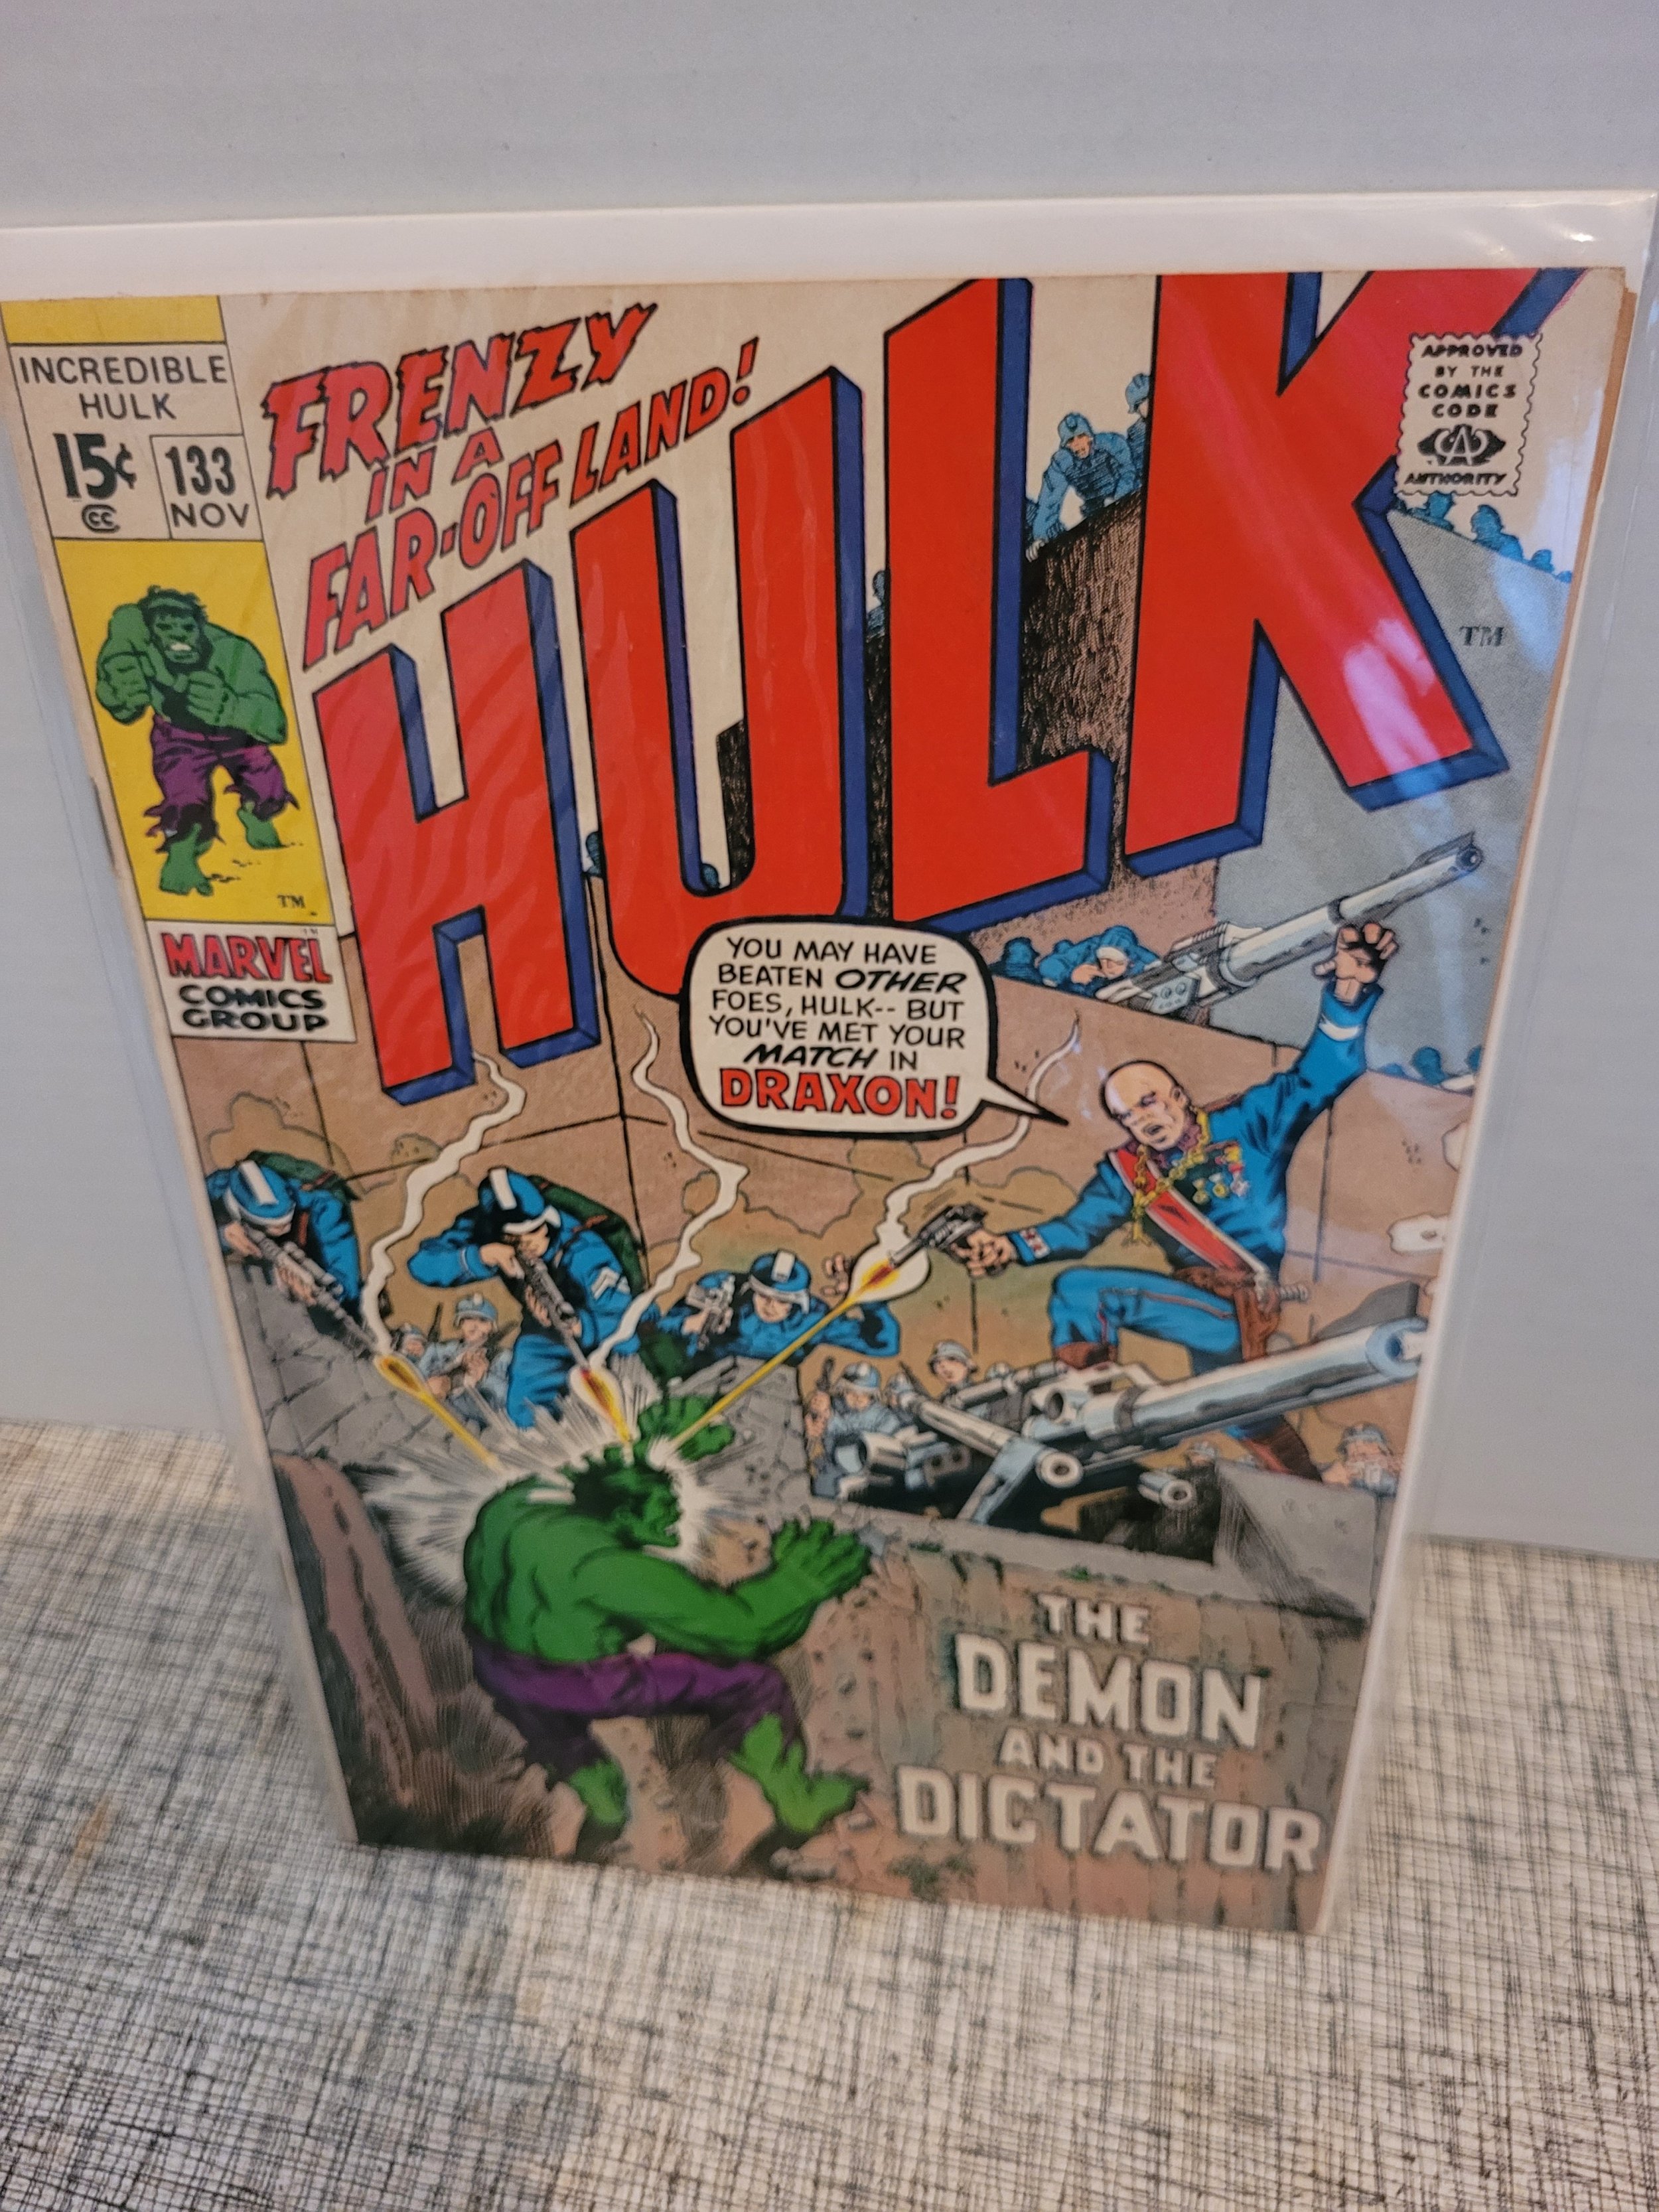 INCREDIBLE
HULK
15¢
CC
133
NOV
TM
MARVEL
COMICS
GROUP
FRENZY
IN A
FAR-OFF LAND!
HULK
TM
APPROVED
BY THE
COMICS
CODE
CA
AUTHORITY
YOU MAY HAVE
BEATEN OTHER
FOES, HULK-- BUT
YOU'VE MET YOUR
MATCH IN
DRAXON!
THE
DEMON
AND THE
DICTATOR